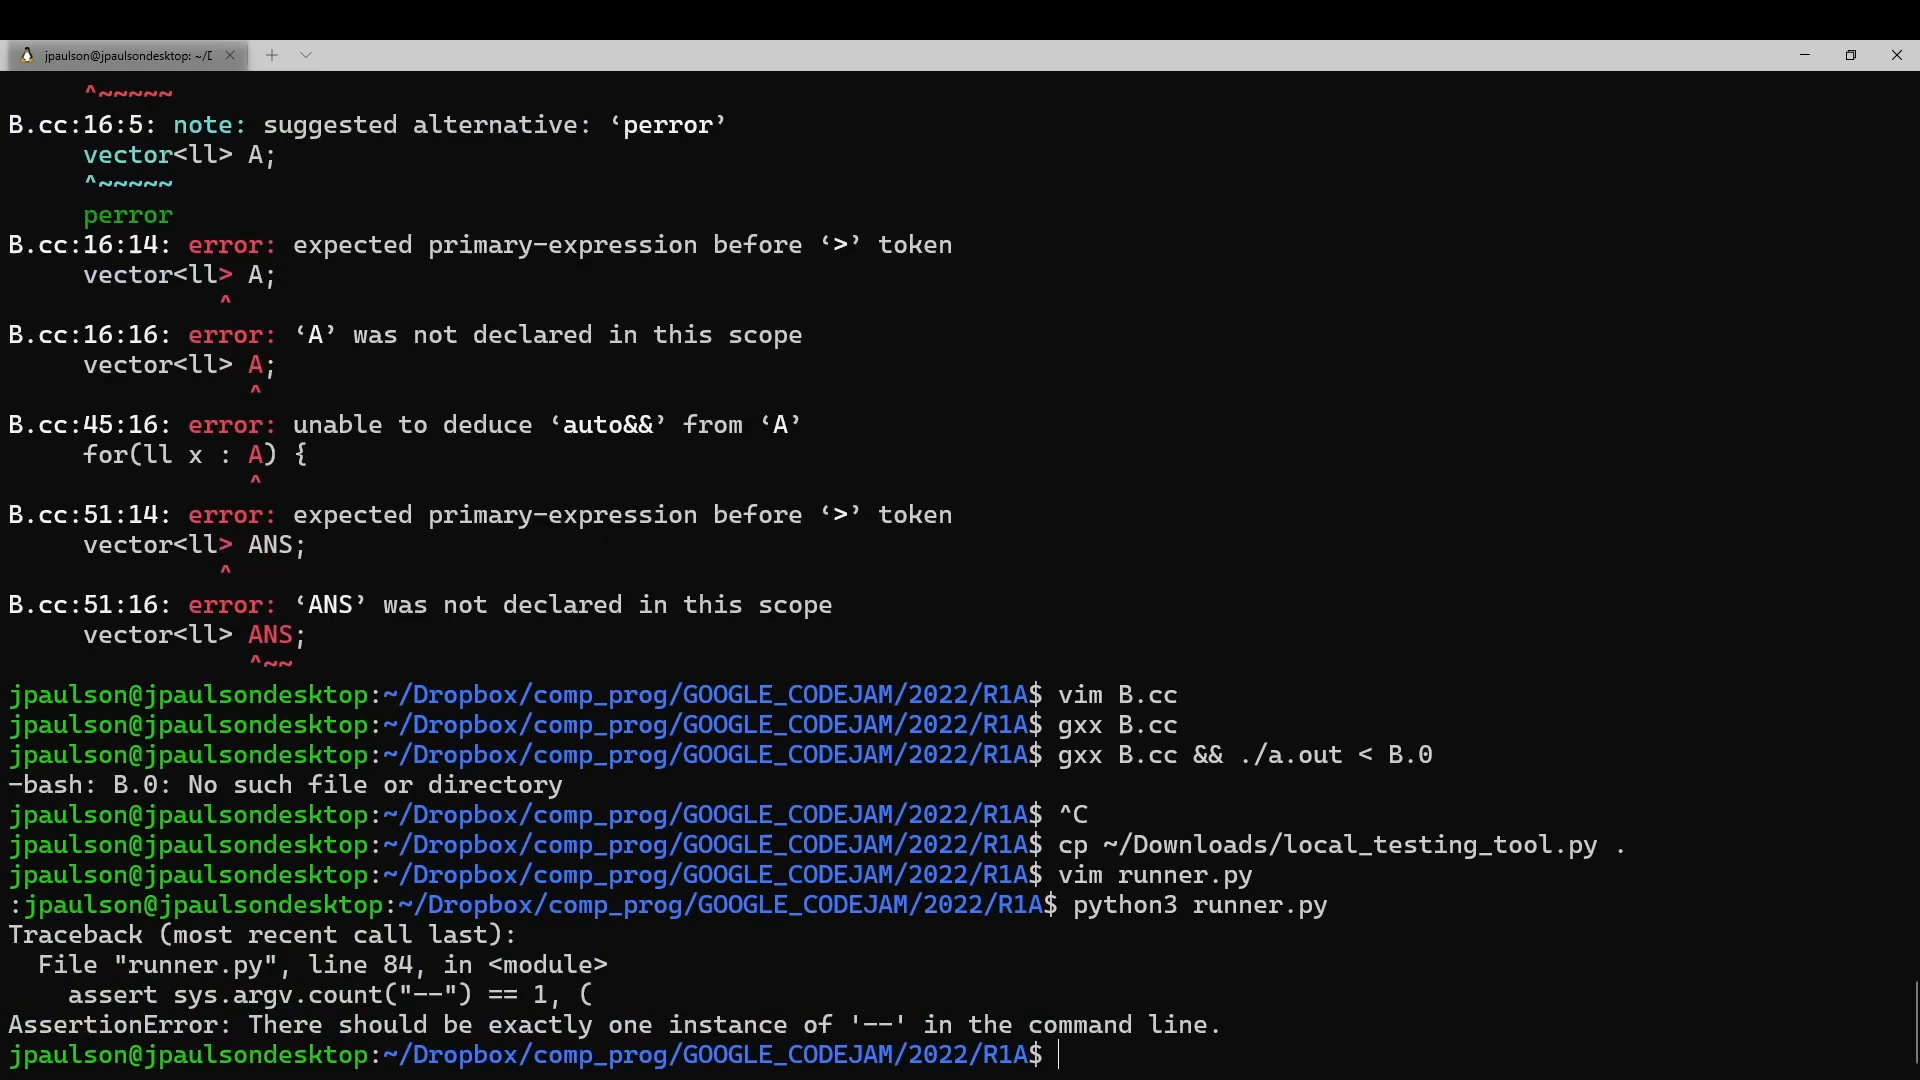 jpaulson@jpaulsondesktop: ~/D
^~~~~~
B.cc:16:5: note: suggested alternative: ‘perror’
vector<ll> A;
^~~~~~
perror
B.cc:16:14: error: expected primary-expression before ‘>’ token
vector<ll> A;
^
B.cc:16:16: error: ‘A’ was not declared in this scope
vector<ll> A;
^
B.cc:45:16: error: unable to deduce ‘auto&&’ from ‘A’
for(ll x : A) {
^
B.cc:51:14: error: expected primary-expression before ‘>’ token
vector<ll> ANS;
^
B.cc:51:16: error: ‘ANS’ was not declared in this scope
vector<ll> ANS;
^~~
jpaulson@jpaulsondesktop:~/Dropbox/comp_prog/GOOGLE_CODEJAM/2022/R1A$ vim B.cc
jpaulson@jpaulsondesktop:~/Dropbox/comp_prog/GOOGLE_CODEJAM/2022/R1A$ gxx B.cc
jpaulson@jpaulsondesktop:~/Dropbox/comp_prog/GOOGLE_CODEJAM/2022/R1A$ gxx B.cc && ./a.out < B.0
-bash: B.0: No such file or directory
jpaulson@jpaulsondesktop:~/Dropbox/comp_prog/GOOGLE_CODEJAM/2022/R1A$ ^C
jpaulson@jpaulsondesktop:~/Dropbox/comp_prog/GOOGLE_CODEJAM/2022/R1A$ cp ~/Downloads/local_testing_tool.py .
jpaulson@jpaulsondesktop:~/Dropbox/comp_prog/GOOGLE_CODEJAM/2022/R1A$ vim runner.py
:jpaulson@jpaulsondesktop:~/Dropbox/comp_prog/GOOGLE_CODEJAM/2022/R1A$ python3 runner.py
Traceback (most recent call last):
File "runner.py", line 84, in <module>
assert sys.argv.count("--") == 1, (
AssertionError: There should be exactly one instance of '--' in the command line.
jpaulson@jpaulsondesktop:~/Dropbox/comp_prog/GOOGLE_CODEJAM/2022/R1A$